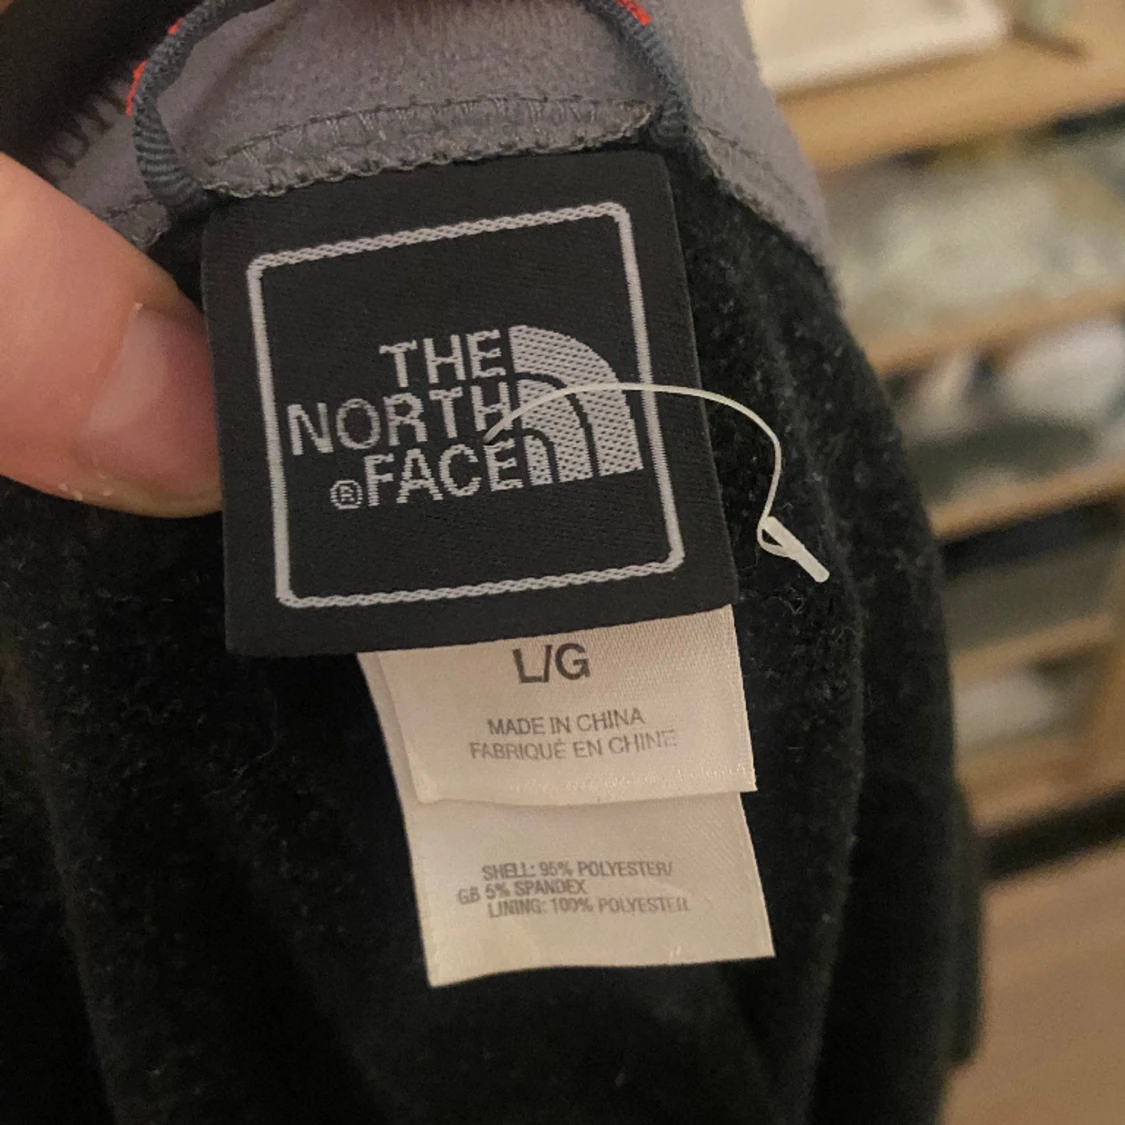 THE
NORTH
®FACE
L/G
MADE IN CHINA
FABRIQUÉ EN CHINE
SHELL: 95% POLYESTER/
GB 5% SPANDEX
LINING: 100% POLYESTER